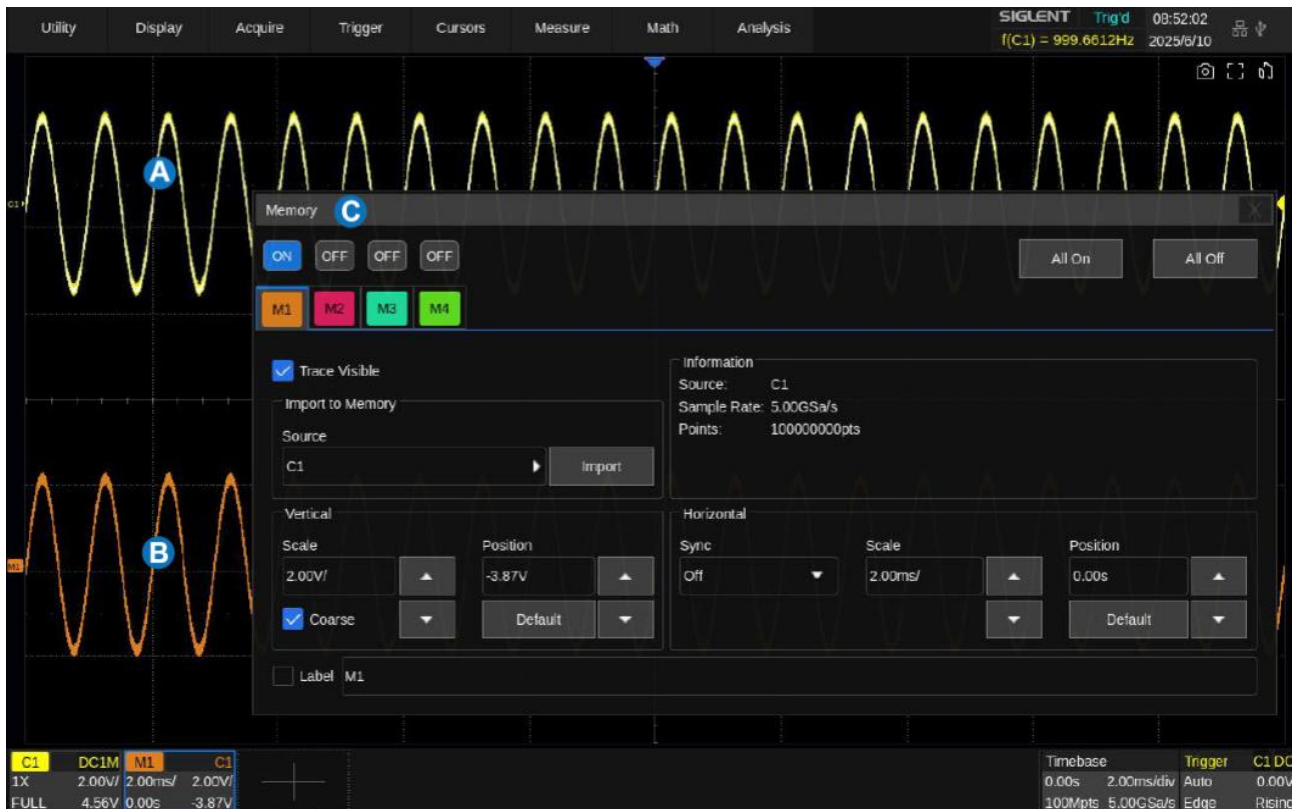 Utility Display Acquire Trigger Cursors Measure Math Analysis
SIGLENT Trig'd 08:52:02
f(C1) = 999.6612Hz 2025/6/10
A
C1
Memory C X
ON OFF OFF OFF All On All Off
M1 M2 M3 M4
Trace Visible
Information
Source: C1
Import to Memory
Sample Rate: 5.00GSa/s
Source
Points: 100000000pts
C1 Import
Vertical Horizontal
Scale Position Sync Scale Position
B
M1
2.00V/ -3.87V Off 2.00ms/ 0.00s
Coarse Default Default
Label M1
C1 DC1M M1 C1 Timebase Trigger C1 DC
1X 2.00V/ 2.00ms/ 2.00V/ 0.00s 2.00ms/div Auto 0.00V
FULL 4.56V 0.00s -3.87V 100Mpts 5.00GSa/s Edge Rising